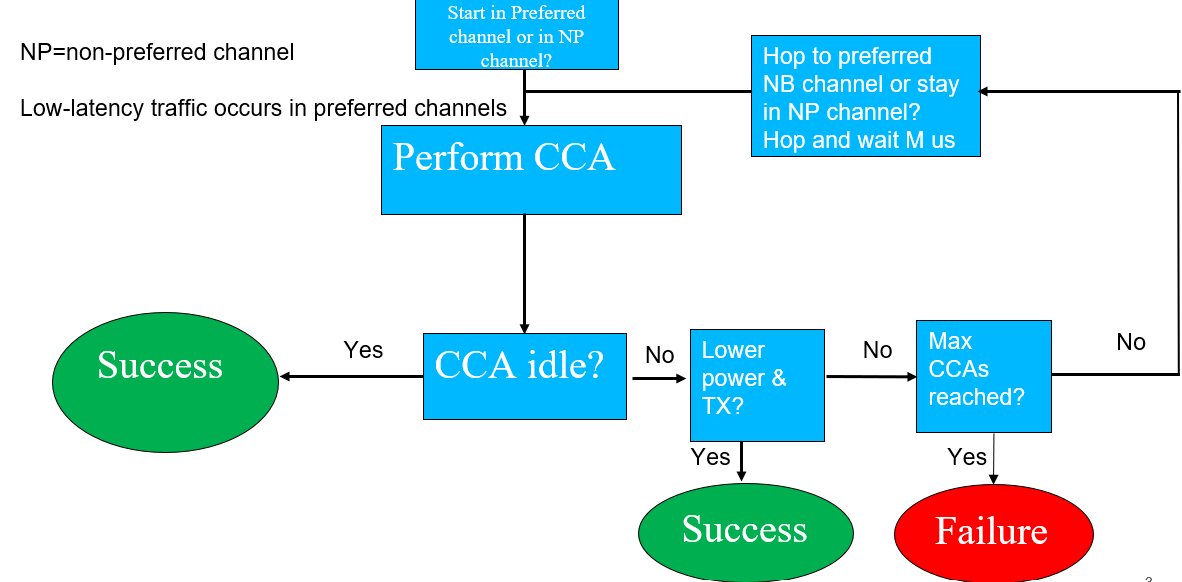 Start in Preferred
channel or in NP
channel?
NP=non-preferred channel
Low-latency traffic occurs in preferred channels
Hop to preferred
NB channel or stay
in NP channel?
Hop and wait M us
Perform CCA
Success
Yes
CCA idle?
No
Lower
power &
TX?
No
Max
CCAs
reached?
No
Yes
Yes
Success
Failure